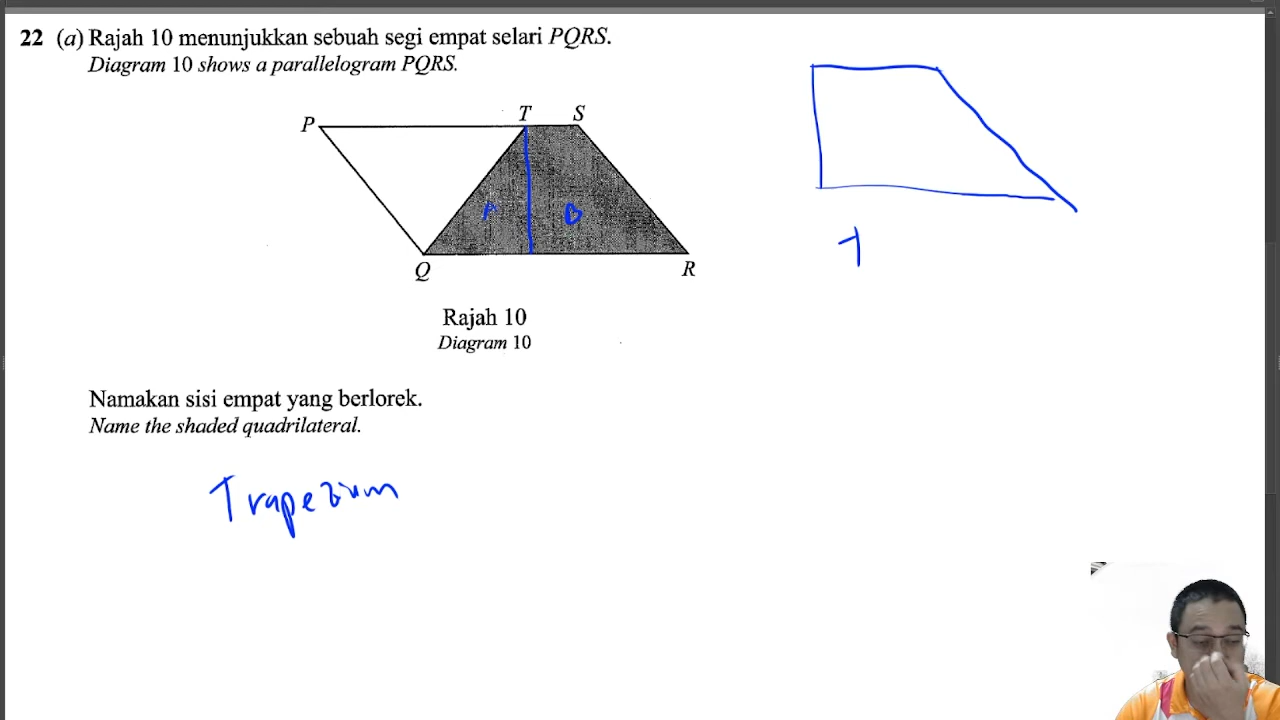 22 (a) Rajah 10 menunjukkan sebuah segi empat selari PQRS.
Diagram 10 shows a parallelogram PQRS.
P T S
B
Q R
Rajah 10
Diagram 10
Namakan sisi empat yang berlorek.
Name the shaded quadrilateral.
Trapezium